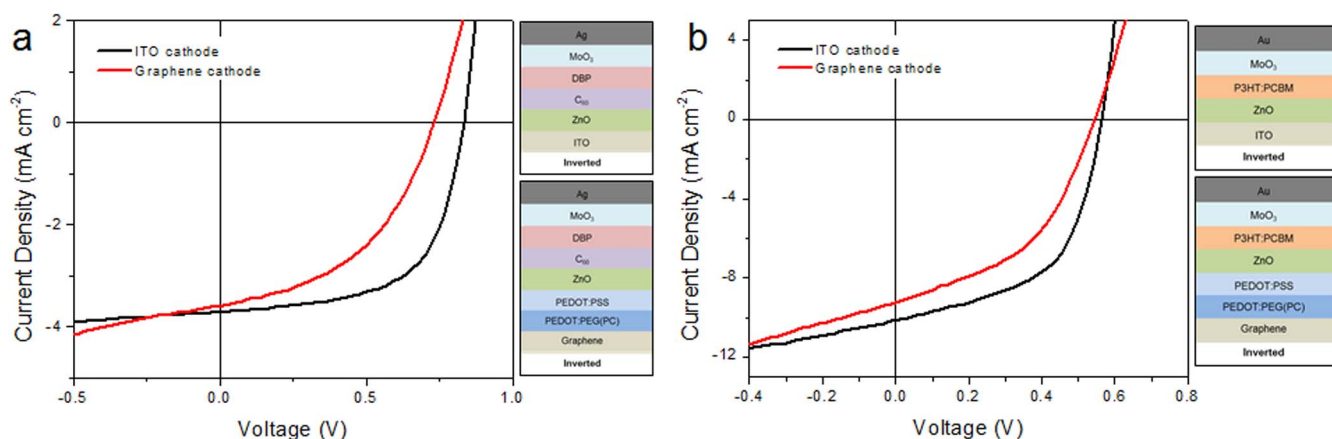 a
ITO cathode
Graphene cathode
Current Density (mA cm⁻²)
2
0
-2
-4
-0.5
0.0
0.5
1.0
Voltage (V)
Ag
MoO₃
DBP
C₆₀
ZnO
ITO
Inverted
Ag
MoO₃
DBP
C₆₀
ZnO
PEDOT:PSS
PEDOT:PEG(PC)
Graphene
Inverted
b
ITO cathode
Graphene cathode
Current Density (mA cm⁻²)
4
0
-4
-8
-12
-0.4
-0.2
0.0
0.2
0.4
0.6
0.8
Voltage (V)
Au
MoO₃
P3HT:PCBM
ZnO
ITO
Inverted
Au
MoO₃
P3HT:PCBM
ZnO
PEDOT:PSS
PEDOT:PEG(PC)
Graphene
Inverted